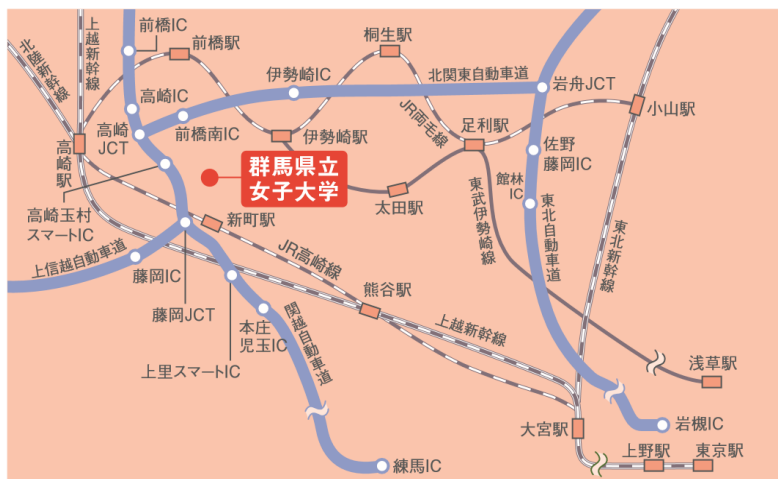 北陸新幹線
上越新幹線
前橋IC
前橋駅
桐生駅
伊勢崎IC
北関東自動車道
岩舟JCT
高崎IC
JR両毛線
小山駅
高崎
JCT
前橋南IC
伊勢崎駅
足利駅
高崎駅
佐野
藤岡IC
群馬県立
女子大学
館林
IC
太田駅
高崎玉村
スマートIC
新町駅
東武伊勢崎線
東北自動車道
東北新幹線
上信越自動車道
JR高崎線
藤岡IC
熊谷駅
藤岡JCT
本庄
児玉IC
関越自動車道
上越新幹線
上里スマートIC
浅草駅
大宮駅
岩槻IC
上野駅
東京駅
練馬IC